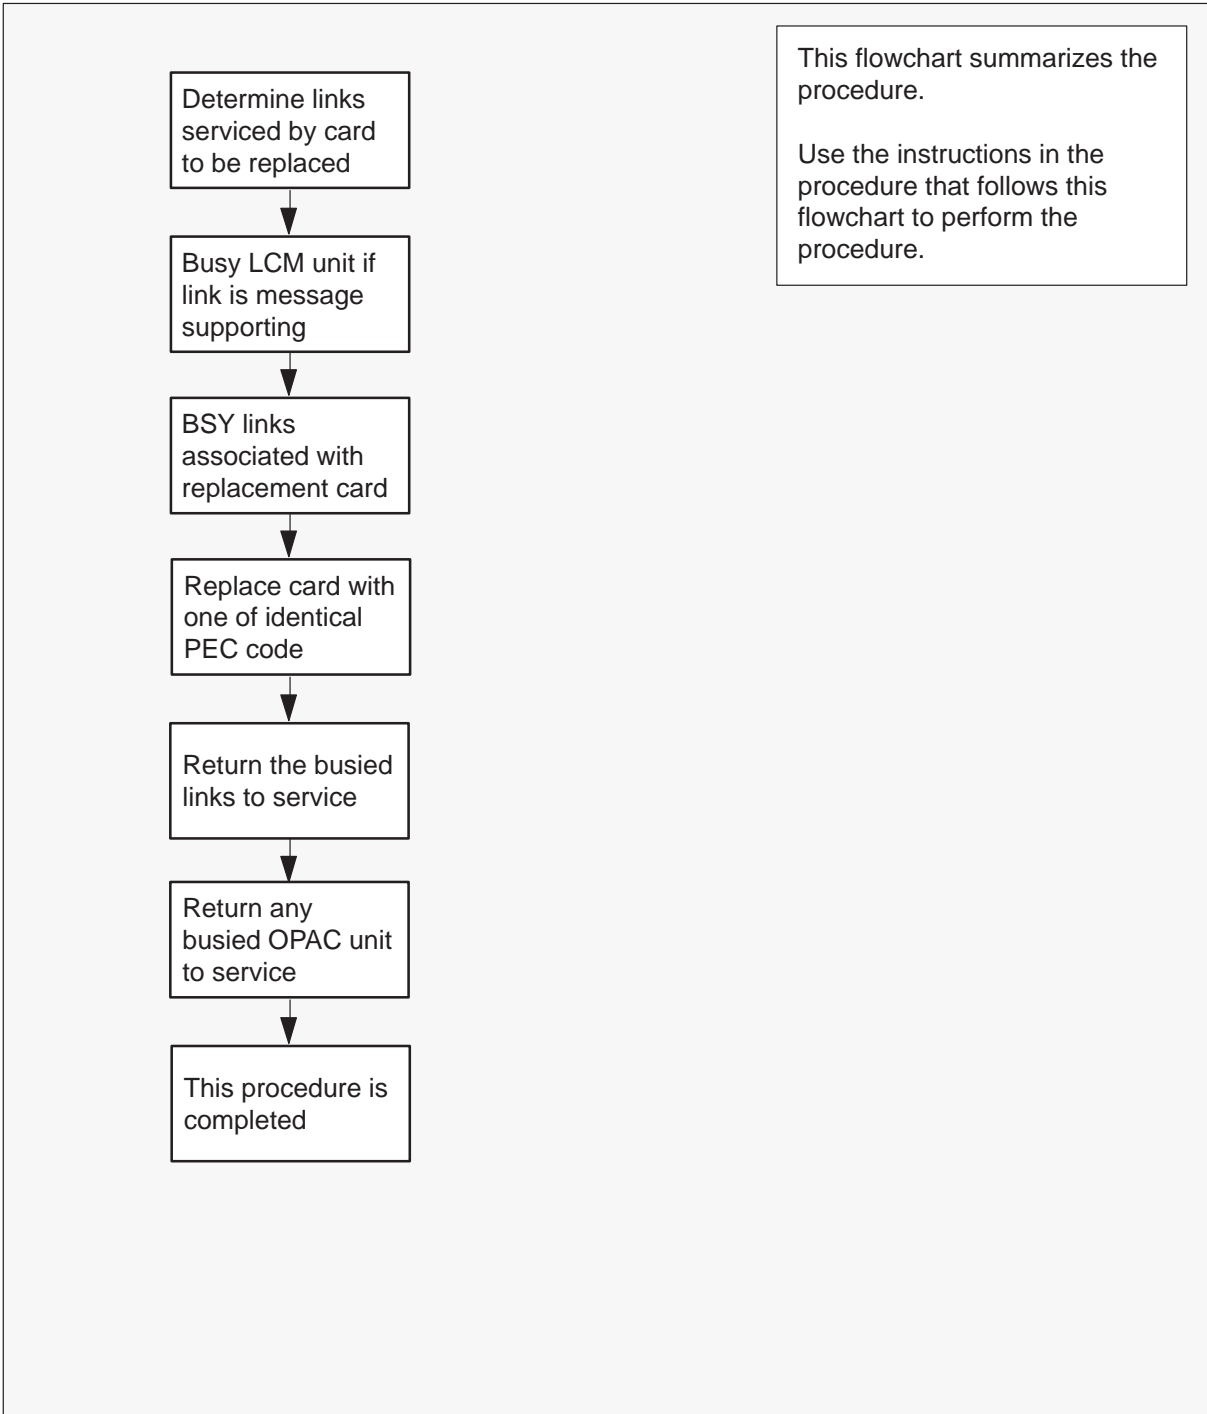 Determine links
serviced by card
to be replaced
Busy LCM unit if
link is message
supporting
BSY links
associated with
replacement card
Replace card with
one of identical
PEC code
Return the busied
links to service
Return any
busied OPAC unit
to service
This procedure is
completed
This flowchart summarizes the
procedure.
Use the instructions in the
procedure that follows this
flowchart to perform the
procedure.